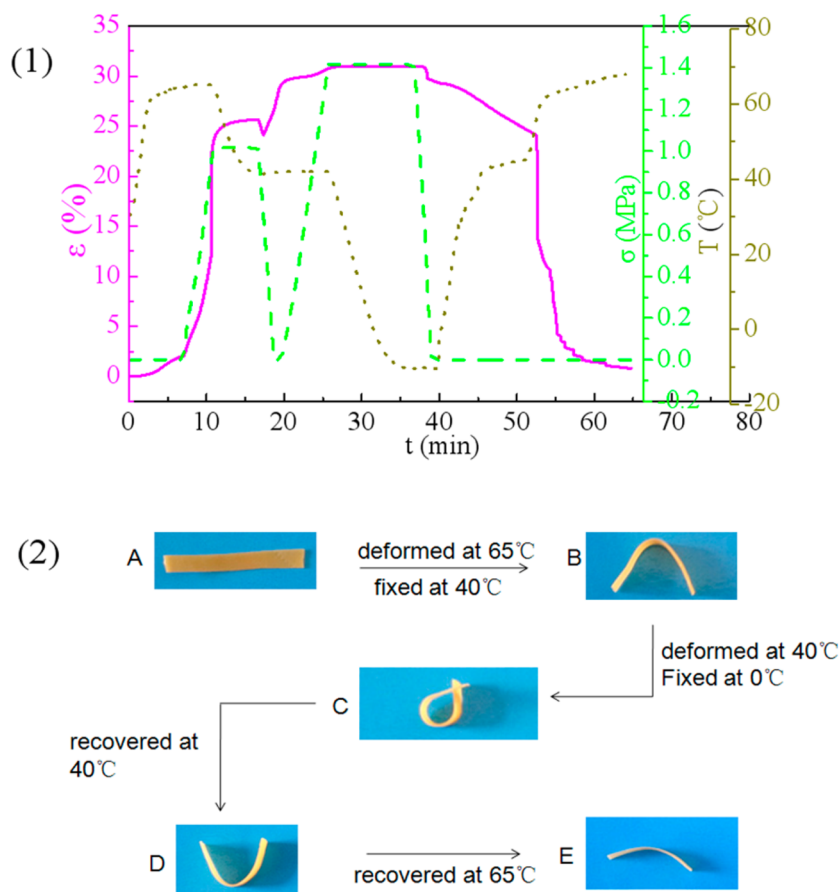 (1)
ε (%)
35
30
25
20
15
10
5
0
0 10 20 30 40 50 60 70 80
t (min)
σ (MPa)
1.6
1.4
1.2
1.0
0.8
0.6
0.4
0.2
0.0
-0.2
T (℃)
80
60
40
20
0
-20
(2)
A
deformed at 65℃
fixed at 40℃
B
deformed at 40℃
Fixed at 0℃
C
recovered at
40℃
D
recovered at 65℃
E